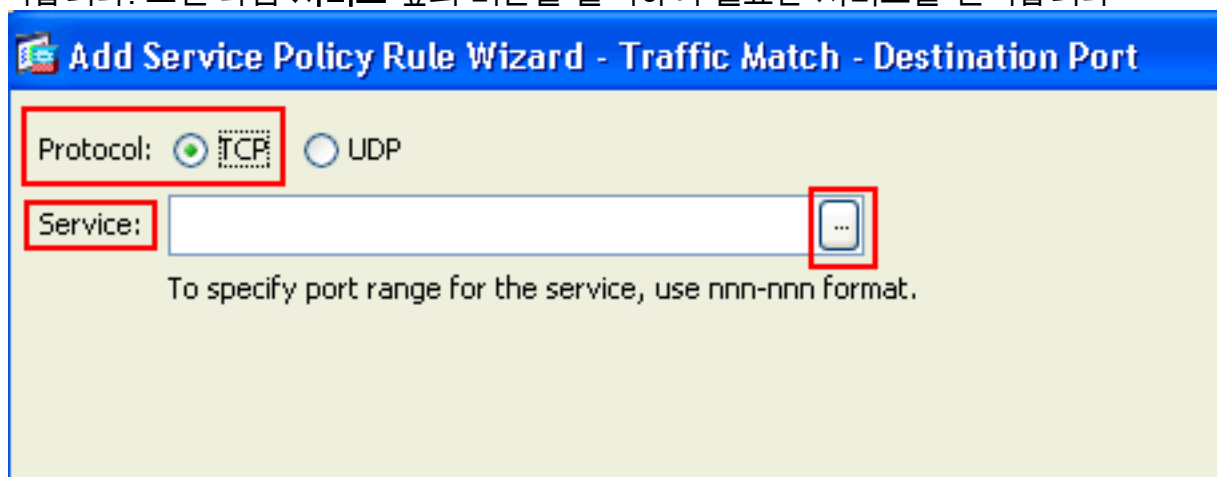 Add Service Policy Rule Wizard - Traffic Match - Destination Port
Protocol: TCP UDP
Service: ...
To specify port range for the service, use nnn-nnn format.